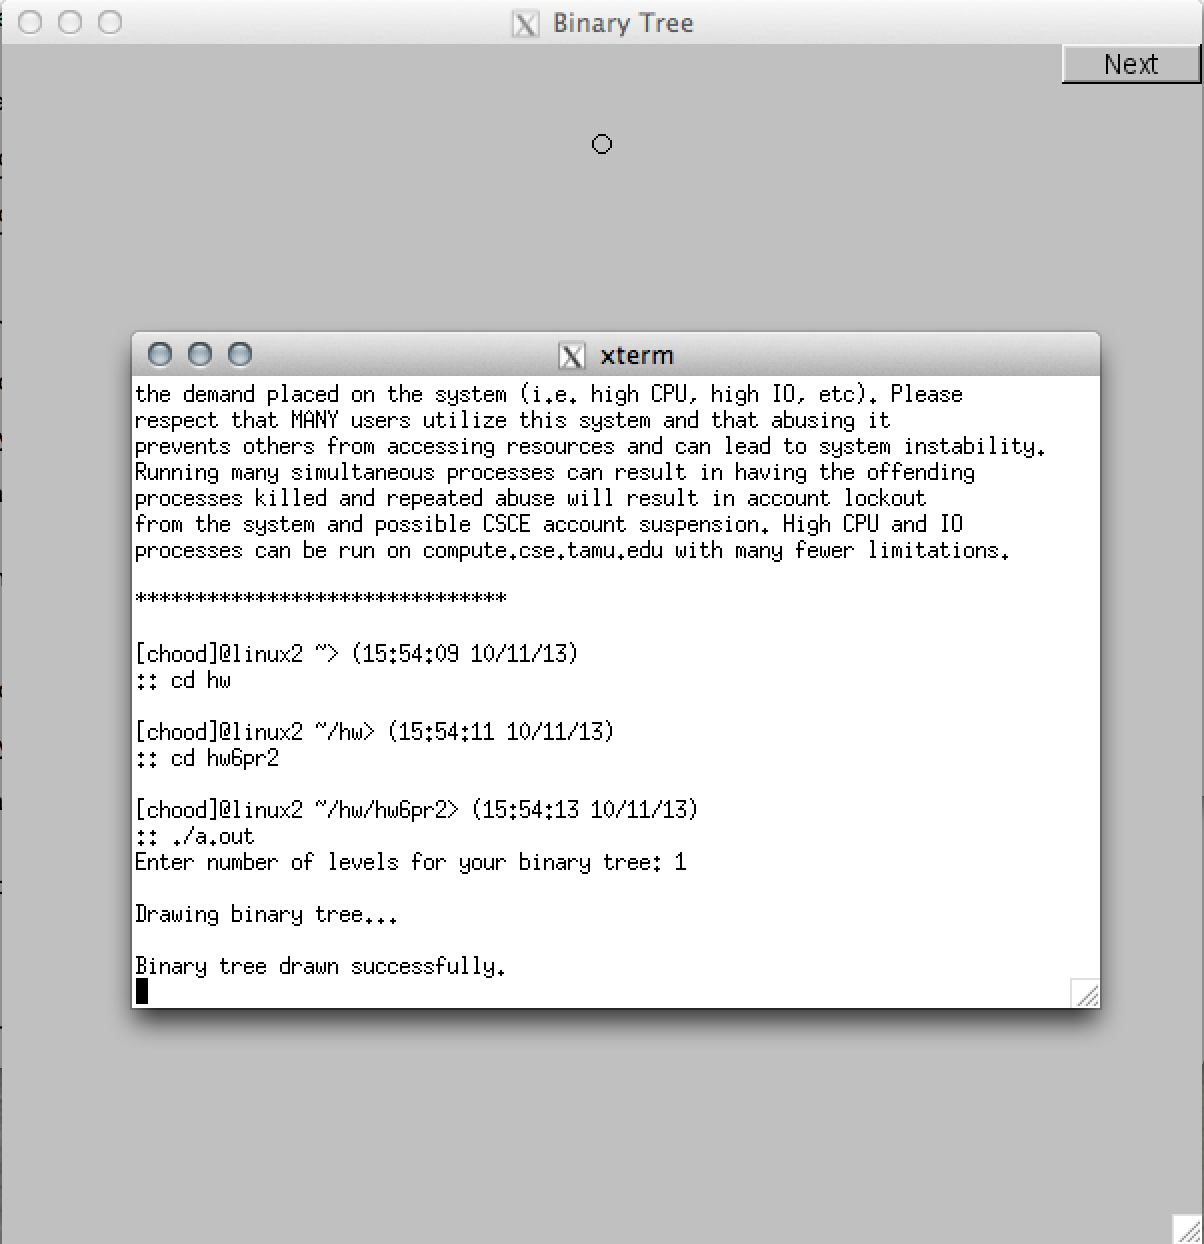 Binary Tree
Next
xterm
the demand placed on the system (i.e. high CPU, high IO, etc). Please
respect that MANY users utilize this system and that abusing it
prevents others from accessing resources and can lead to system instability.
Running many simultaneous processes can result in having the offending
processes killed and repeated abuse will result in account lockout
from the system and possible CSCE account suspension. High CPU and IO
processes can be run on compute.cse.tamu.edu with many fewer limitations.
*******************************
[chood]@linux2 ~> (15:54:09 10/11/13)
:: cd hw
[chood]@linux2 ~/hw> (15:54:11 10/11/13)
:: cd hw6pr2
[chood]@linux2 ~/hw/hw6pr2> (15:54:13 10/11/13)
:: ./a.out
Enter number of levels for your binary tree: 1
Drawing binary tree...
Binary tree drawn successfully.